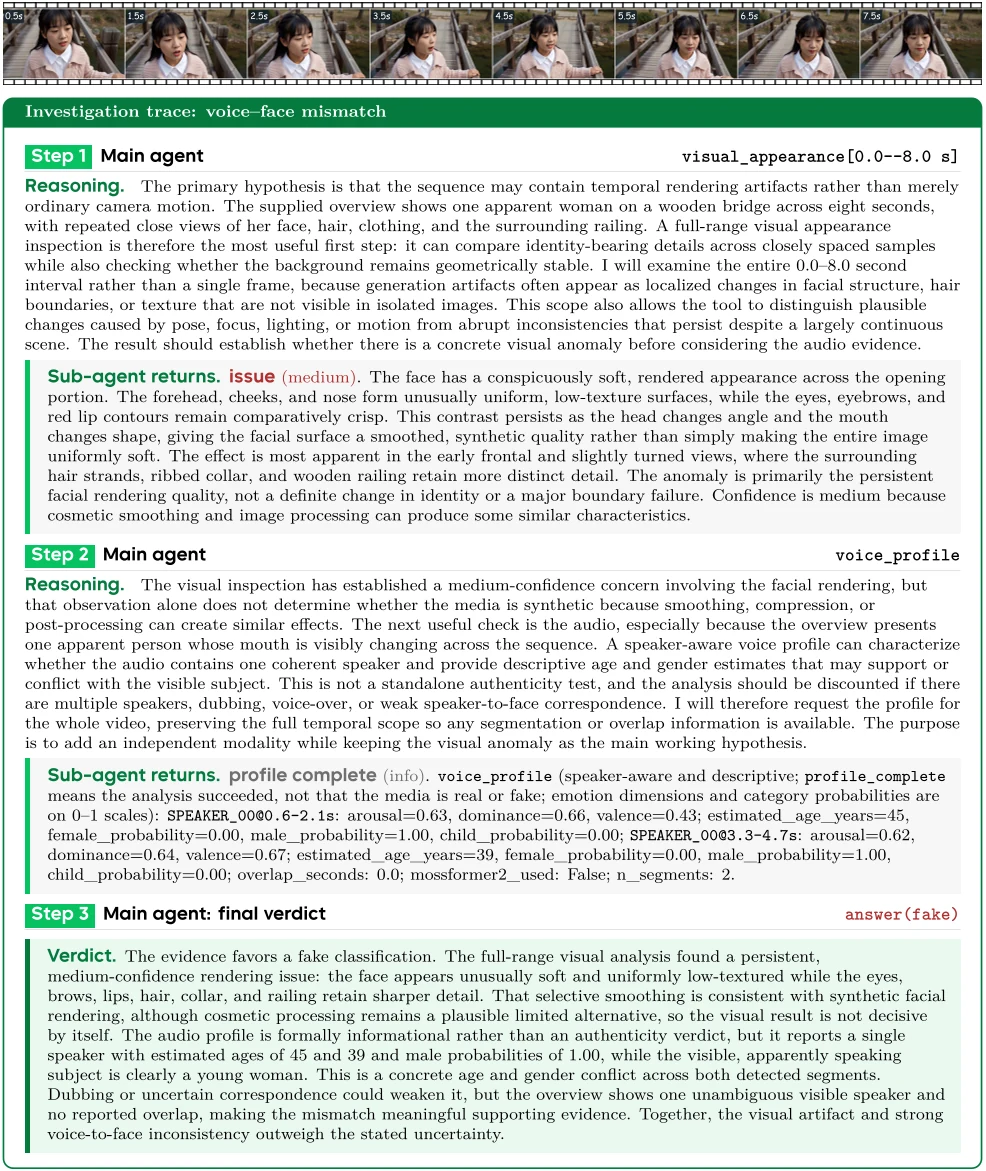 0.5s 1.5s 2.5s 3.5s 4.5s 5.5s 6.5s 7.5s
Investigation trace: voice–face mismatch
Step 1 Main agent visual_appearance[0.0--8.0 s]
Reasoning. The primary hypothesis is that the sequence may contain temporal rendering artifacts rather than merely
ordinary camera motion. The supplied overview shows one apparent woman on a wooden bridge across eight seconds,
with repeated close views of her face, hair, clothing, and the surrounding railing. A full-range visual appearance
inspection is therefore the most useful first step: it can compare identity-bearing details across closely spaced samples
while also checking whether the background remains geometrically stable. I will examine the entire 0.0–8.0 second
interval rather than a single frame, because generation artifacts often appear as localized changes in facial structure, hair
boundaries, or texture that are not visible in isolated images. This scope also allows the tool to distinguish plausible
changes caused by pose, focus, lighting, or motion from abrupt inconsistencies that persist despite a largely continuous
scene. The result should establish whether there is a concrete visual anomaly before considering the audio evidence.
Sub-agent returns. issue (medium). The face has a conspicuously soft, rendered appearance across the opening
portion. The forehead, cheeks, and nose form unusually uniform, low-texture surfaces, while the eyes, eyebrows, and
red lip contours remain comparatively crisp. This contrast persists as the head changes angle and the mouth
changes shape, giving the facial surface a smoothed, synthetic quality rather than simply making the entire image
uniformly soft. The effect is most apparent in the early frontal and slightly turned views, where the surrounding
hair strands, ribbed collar, and wooden railing retain more distinct detail. The anomaly is primarily the persistent
facial rendering quality, not a definite change in identity or a major boundary failure. Confidence is medium because
cosmetic smoothing and image processing can produce some similar characteristics.
Step 2 Main agent voice_profile
Reasoning. The visual inspection has established a medium-confidence concern involving the facial rendering, but
that observation alone does not determine whether the media is synthetic because smoothing, compression, or
post-processing can create similar effects. The next useful check is the audio, especially because the overview presents
one apparent person whose mouth is visibly changing across the sequence. A speaker-aware voice profile can characterize
whether the audio contains one coherent speaker and provide descriptive age and gender estimates that may support or
conflict with the visible subject. This is not a standalone authenticity test, and the analysis should be discounted if there
are multiple speakers, dubbing, voice-over, or weak speaker-to-face correspondence. I will therefore request the profile for
the whole video, preserving the full temporal scope so any segmentation or overlap information is available. The purpose
is to add an independent modality while keeping the visual anomaly as the main working hypothesis.
Sub-agent returns. profile complete (info). voice_profile (speaker-aware and descriptive; profile_complete
means the analysis succeeded, not that the media is real or fake; emotion dimensions and category probabilities are
on 0–1 scales): SPEAKER_00@0.6-2.1s: arousal=0.63, dominance=0.66, valence=0.43; estimated_age_years=45,
female_probability=0.00, male_probability=1.00, child_probability=0.00; SPEAKER_00@3.3-4.7s: arousal=0.62,
dominance=0.64, valence=0.67; estimated_age_years=39, female_probability=0.00, male_probability=1.00,
child_probability=0.00; overlap_seconds: 0.0; mossformer2_used: False; n_segments: 2.
Step 3 Main agent: final verdict answer(fake)
Verdict. The evidence favors a fake classification. The full-range visual analysis found a persistent,
medium-confidence rendering issue: the face appears unusually soft and uniformly low-textured while the eyes,
brows, lips, hair, collar, and railing retain sharper detail. That selective smoothing is consistent with synthetic facial
rendering, although cosmetic processing remains a plausible limited alternative, so the visual result is not decisive
by itself. The audio profile is formally informational rather than an authenticity verdict, but it reports a single
speaker with estimated ages of 45 and 39 and male probabilities of 1.00, while the visible, apparently speaking
subject is clearly a young woman. This is a concrete age and gender conflict across both detected segments.
Dubbing or uncertain correspondence could weaken it, but the overview shows one unambiguous visible speaker and
no reported overlap, making the mismatch meaningful supporting evidence. Together, the visual artifact and strong
voice-to-face inconsistency outweigh the stated uncertainty.